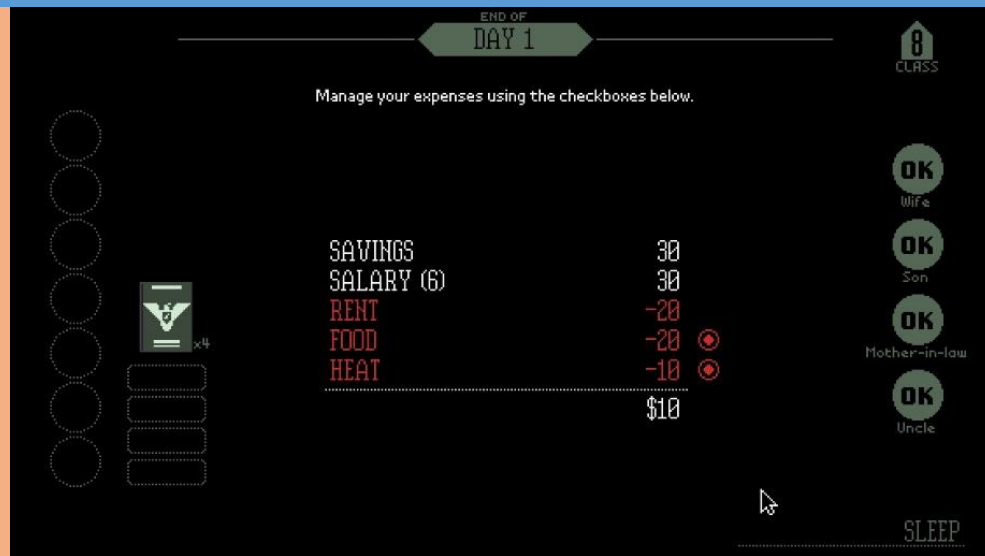 END OF
DAY 1
8
CLASS
Manage your expenses using the checkboxes below.
OK
Wife
SAVINGS 30
OK
Son
SALARY (6) 30
RENT -20
OK
Mother-in-law
x4
FOOD -20
HEAT -10
OK
Uncle
$10
SLEEP